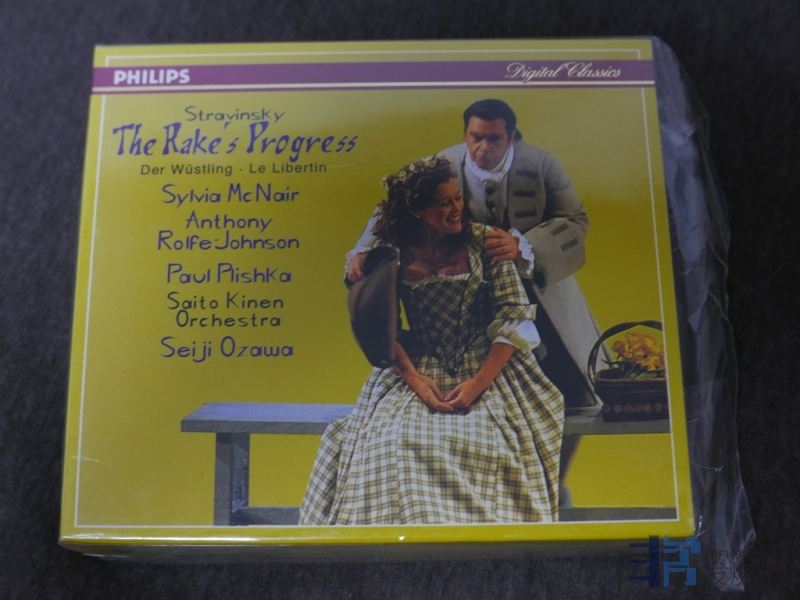 PHILIPS
Digital Classics
Stravinsky
The Rake's Progress
Der Wüstling · Le Libertin
Sylvia McNair
Anthony
Rolfe-Johnson
Paul Plishka
Saito Kinen
Orchestra
Seiji Ozawa